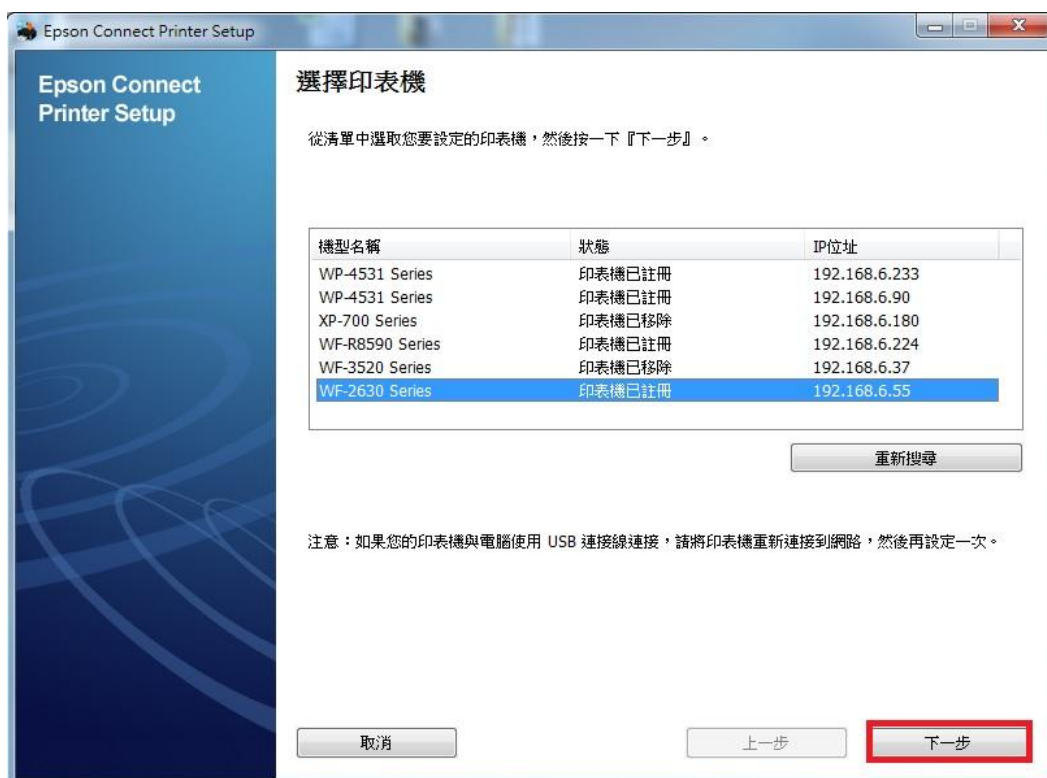 Epson Connect Printer Setup
Epson Connect
Printer Setup
選擇印表機
從清單中選取您要設定的印表機，然後按一下『下一步』。
機型名稱 狀態 IP位址
WP-4531 Series 印表機已註冊 192.168.6.233
WP-4531 Series 印表機已註冊 192.168.6.90
XP-700 Series 印表機已移除 192.168.6.180
WF-R8590 Series 印表機已註冊 192.168.6.224
WF-3520 Series 印表機已移除 192.168.6.37
WF-2630 Series 印表機已註冊 192.168.6.55
重新搜尋
注意：如果您的印表機與電腦使用 USB 連接線連接，請將印表機重新連接到網路，然後再設定一次。
取消 上一步 下一步